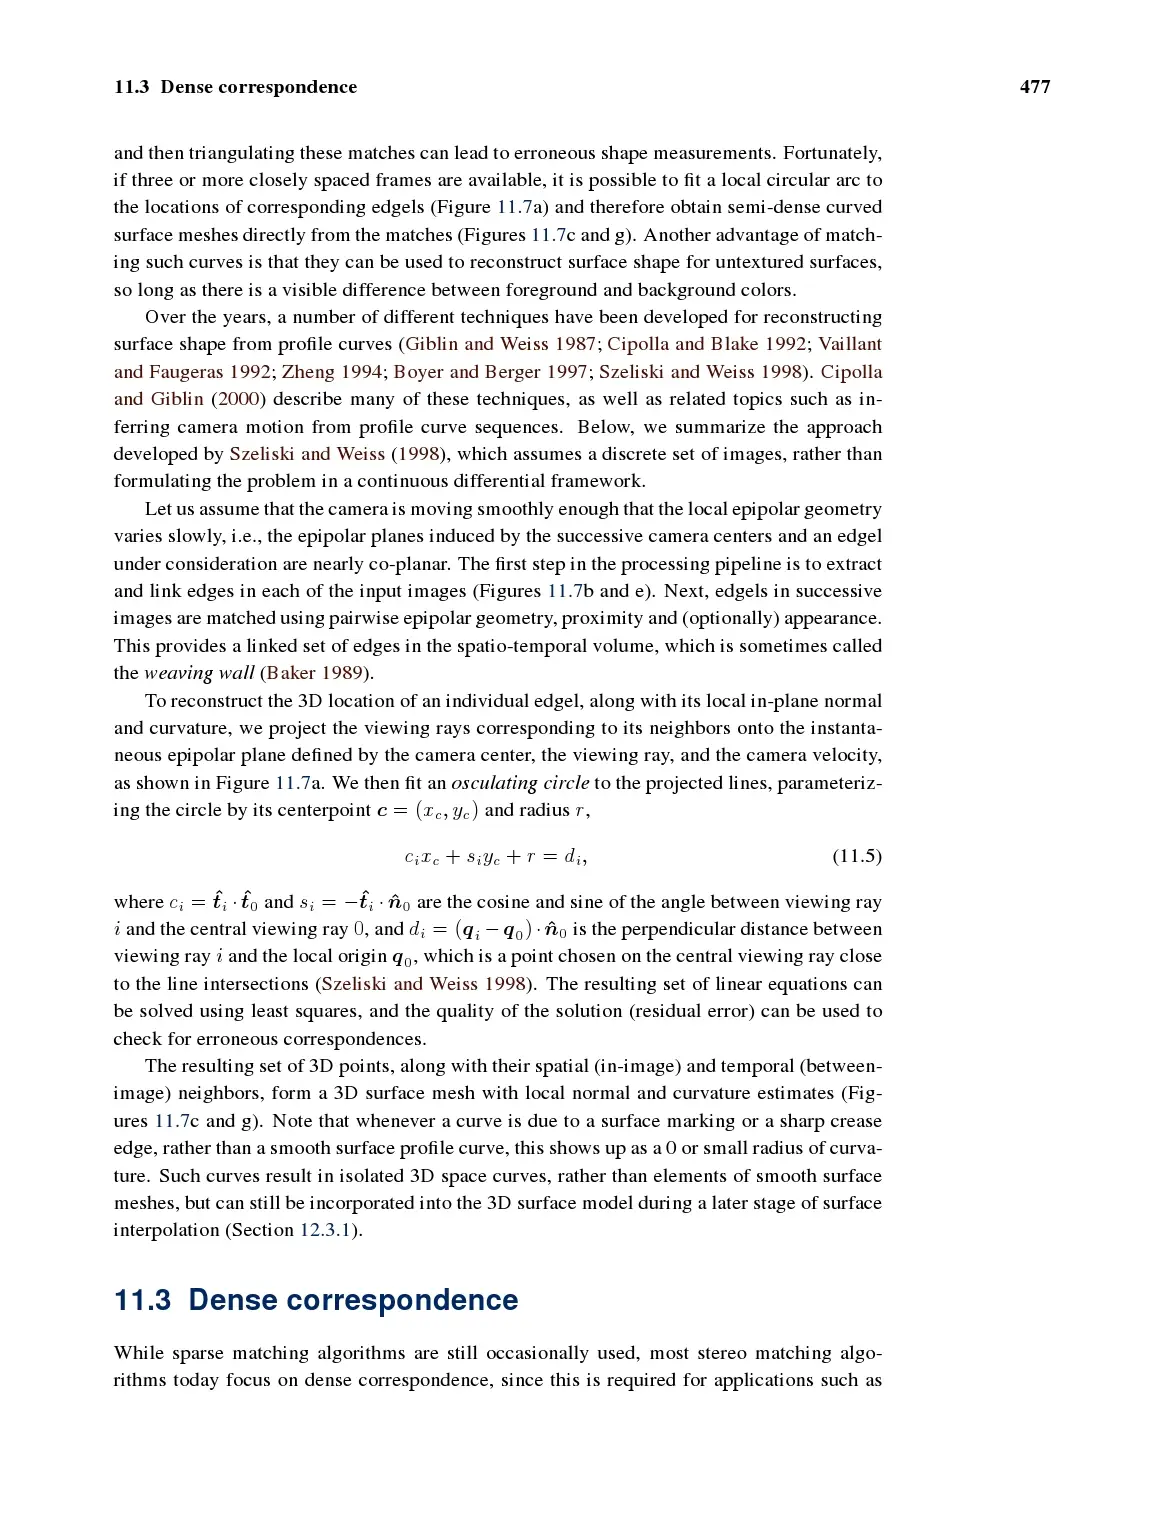 11.3 Dense correspondence 477
and then triangulating these matches can lead to erroneous shape measurements. Fortunately,
if three or more closely spaced frames are available, it is possible to fit a local circular arc to
the locations of corresponding edgels (Figure 11.7a) and therefore obtain semi-dense curved
surface meshes directly from the matches (Figures 11.7c and g). Another advantage of match-
ing such curves is that they can be used to reconstruct surface shape for untextured surfaces,
so long as there is a visible difference between foreground and background colors.
Over the years, a number of different techniques have been developed for reconstructing
surface shape from profile curves (Giblin and Weiss 1987; Cipolla and Blake 1992; Vaillant
and Faugeras 1992; Zheng 1994; Boyer and Berger 1997; Szeliski and Weiss 1998). Cipolla
and Giblin (2000) describe many of these techniques, as well as related topics such as in-
ferring camera motion from profile curve sequences. Below, we summarize the approach
developed by Szeliski and Weiss (1998), which assumes a discrete set of images, rather than
formulating the problem in a continuous differential framework.
Let us assume that the camera is moving smoothly enough that the local epipolar geometry
varies slowly, i.e., the epipolar planes induced by the successive camera centers and an edgel
under consideration are nearly co-planar. The first step in the processing pipeline is to extract
and link edges in each of the input images (Figures 11.7b and e). Next, edgels in successive
images are matched using pairwise epipolar geometry, proximity and (optionally) appearance.
This provides a linked set of edges in the spatio-temporal volume, which is sometimes called
the weaving wall (Baker 1989).
To reconstruct the 3D location of an individual edgel, along with its local in-plane normal
and curvature, we project the viewing rays corresponding to its neighbors onto the instanta-
neous epipolar plane defined by the camera center, the viewing ray, and the camera velocity,
as shown in Figure 11.7a. We then fit an osculating circle to the projected lines, parameteriz-
ing the circle by its centerpoint c = (x_c, y_c) and radius r,
c_i x_c + s_i y_c + r = d_i, (11.5)
where c_i = t̂_i · t̂_0 and s_i = −t̂_i · n̂_0 are the cosine and sine of the angle between viewing ray
i and the central viewing ray 0, and d_i = (q_i − q_0) · n̂_0 is the perpendicular distance between
viewing ray i and the local origin q_0, which is a point chosen on the central viewing ray close
to the line intersections (Szeliski and Weiss 1998). The resulting set of linear equations can
be solved using least squares, and the quality of the solution (residual error) can be used to
check for erroneous correspondences.
The resulting set of 3D points, along with their spatial (in-image) and temporal (between-
image) neighbors, form a 3D surface mesh with local normal and curvature estimates (Fig-
ures 11.7c and g). Note that whenever a curve is due to a surface marking or a sharp crease
edge, rather than a smooth surface profile curve, this shows up as a 0 or small radius of curva-
ture. Such curves result in isolated 3D space curves, rather than elements of smooth surface
meshes, but can still be incorporated into the 3D surface model during a later stage of surface
interpolation (Section 12.3.1).
11.3 Dense correspondence
While sparse matching algorithms are still occasionally used, most stereo matching algo-
rithms today focus on dense correspondence, since this is required for applications such as